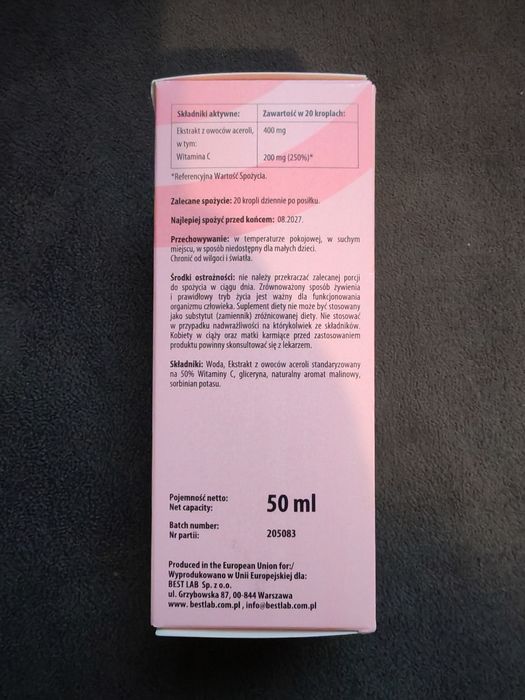 Składniki aktywne: Zawartość w 20 kroplach:
Ekstrakt z owoców aceroli, 400 mg
w tym:
Witamina C 200 mg (250%)*
*Referencyjna Wartość Spożycia.
Zalecane spożycie: 20 kropli dziennie po posiłku.
Najlepiej spożyć przed końcem: 08.2027.
Przechowywanie: w temperaturze pokojowej, w suchym
miejscu, w sposób niedostępny dla małych dzieci.
Chronić od wilgoci i światła.
Środki ostrożności: nie należy przekraczać zalecanej porcji
do spożycia w ciągu dnia. Zrównoważony sposób żywienia
i prawidłowy tryb życia jest ważny dla funkcjonowania
organizmu człowieka. Suplement diety nie może być stosowany
jako substytut (zamiennik) zróżnicowanej diety. Nie stosować
w przypadku nadwrażliwości na którykolwiek ze składników.
Kobiety w ciąży oraz matki karmiące przed zastosowaniem
produktu powinny skonsultować się z lekarzem.
Składniki: Woda, Ekstrakt z owoców aceroli standaryzowany
na 50% Witaminy C, gliceryna, naturalny aromat malinowy,
sorbinian potasu.
Pojemność netto:
Net capacity: 50 ml
Batch number:
Nr partii: 205083
Produced in the European Union for:/
Wyprodukowano w Unii Europejskiej dla:
BEST LAB Sp. z o.o.
ul. Grzybowska 87, 00-844 Warszawa
www. bestlab.com.pl , info@bestlab.com.pl